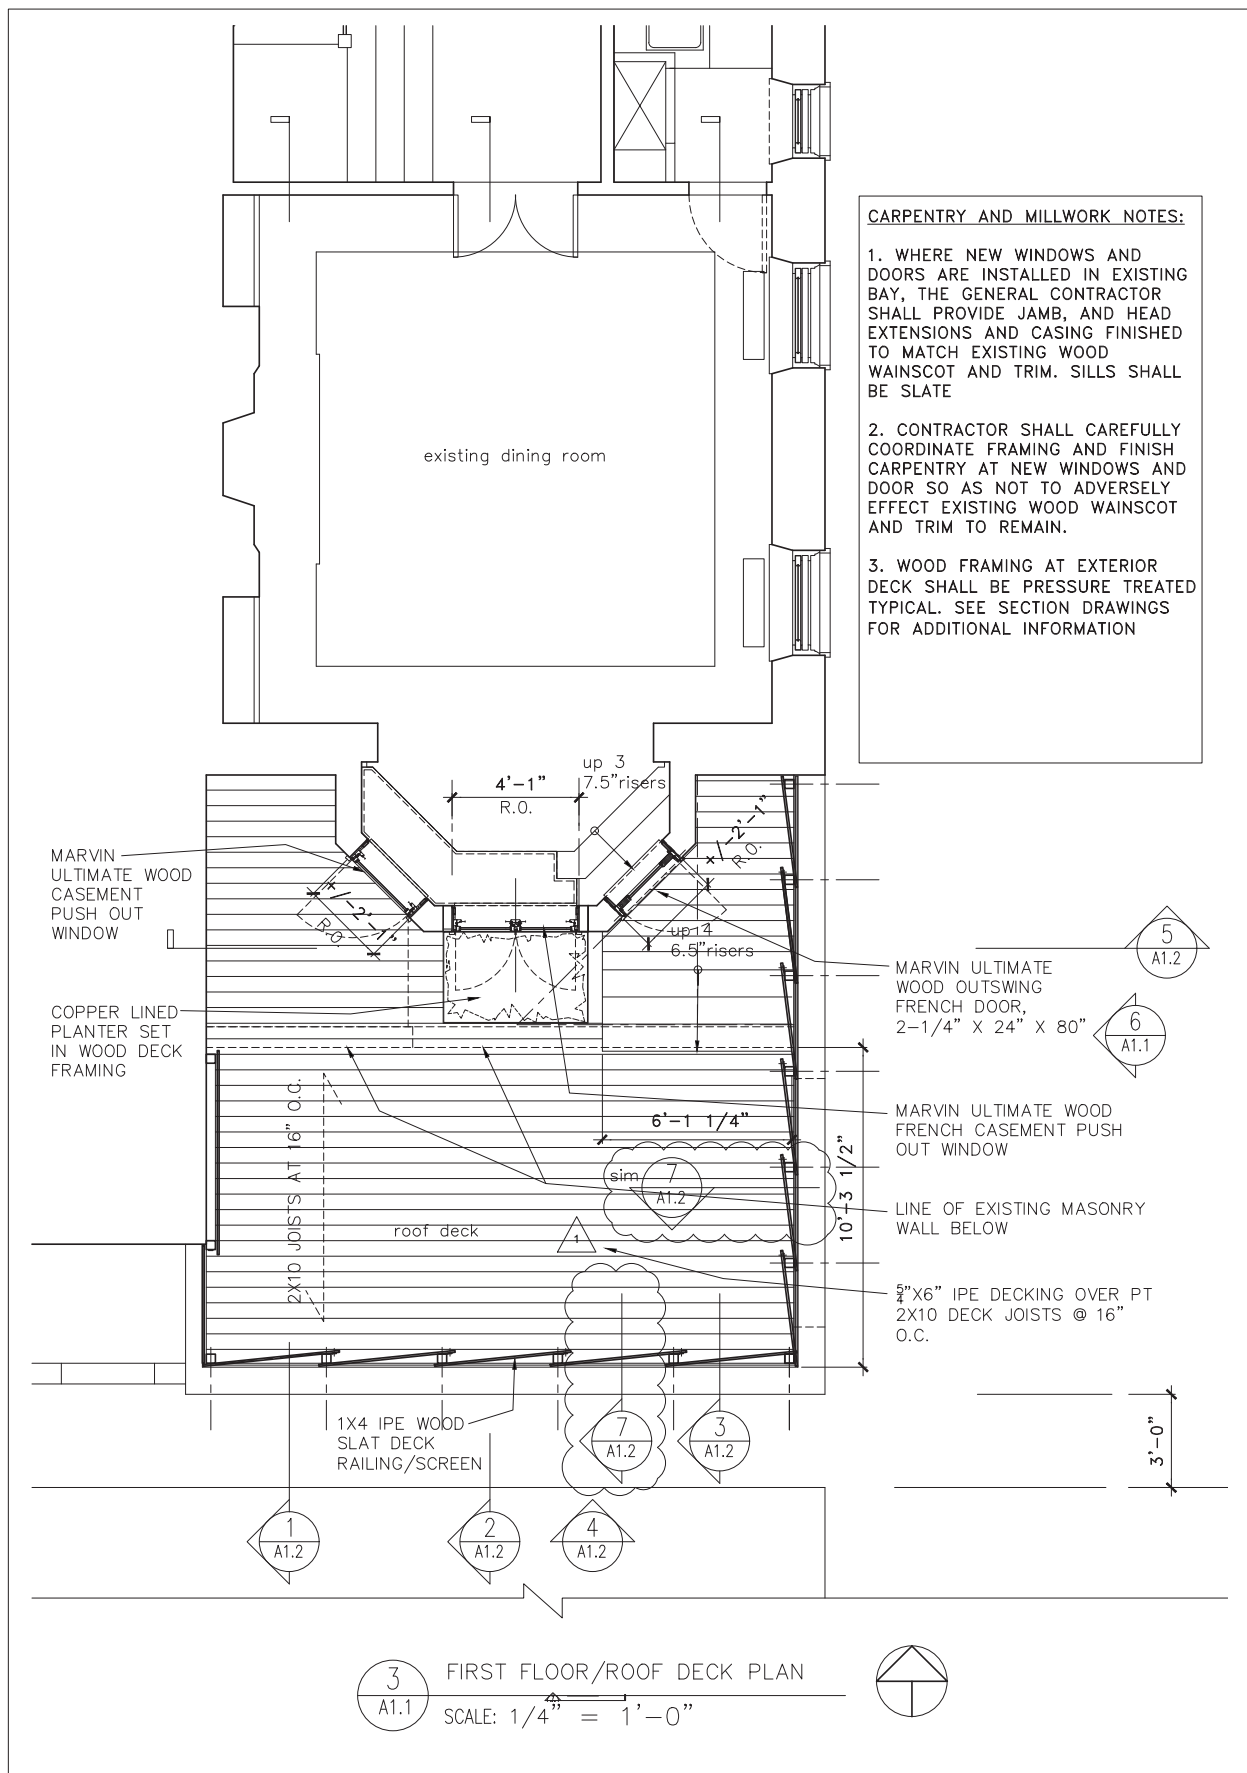 CARPENTRY AND MILLWORK NOTES:
1. WHERE NEW WINDOWS AND
DOORS ARE INSTALLED IN EXISTING
BAY, THE GENERAL CONTRACTOR
SHALL PROVIDE JAMB, AND HEAD
EXTENSIONS AND CASING FINISHED
TO MATCH EXISTING WOOD
WAINSCOT AND TRIM. SILLS SHALL
BE SLATE
2. CONTRACTOR SHALL CAREFULLY
COORDINATE FRAMING AND FINISH
CARPENTRY AT NEW WINDOWS AND
DOOR SO AS NOT TO ADVERSELY
EFFECT EXISTING WOOD WAINSCOT
AND TRIM TO REMAIN.
3. WOOD FRAMING AT EXTERIOR
DECK SHALL BE PRESSURE TREATED
TYPICAL. SEE SECTION DRAWINGS
FOR ADDITIONAL INFORMATION
existing dining room
up 3
7.5"risers
4'-1"
R.O.
+/-2'-1"
R.O.
MARVIN
ULTIMATE WOOD
CASEMENT
PUSH OUT
WINDOW
+/-2'-1"
R.O.
up 4
6.5"risers
5
A1.2
MARVIN ULTIMATE
WOOD OUTSWING
FRENCH DOOR,
2-1/4" X 24" X 80"
6
A1.1
COPPER LINED
PLANTER SET
IN WOOD DECK
FRAMING
2X10 JOISTS AT 16" O.C.
6'-1 1/4"
MARVIN ULTIMATE WOOD
FRENCH CASEMENT PUSH
OUT WINDOW
sim
7
A1.2
10'-3 1/2"
LINE OF EXISTING MASONRY
WALL BELOW
roof deck
1
5/4"X6" IPE DECKING OVER PT
2X10 DECK JOISTS @ 16"
O.C.
1X4 IPE WOOD
SLAT DECK
RAILING/SCREEN
7
A1.2
3
A1.2
3'-0"
1
A1.2
2
A1.2
4
A1.2
3
A1.1
FIRST FLOOR/ROOF DECK PLAN
SCALE: 1/4" = 1'-0"